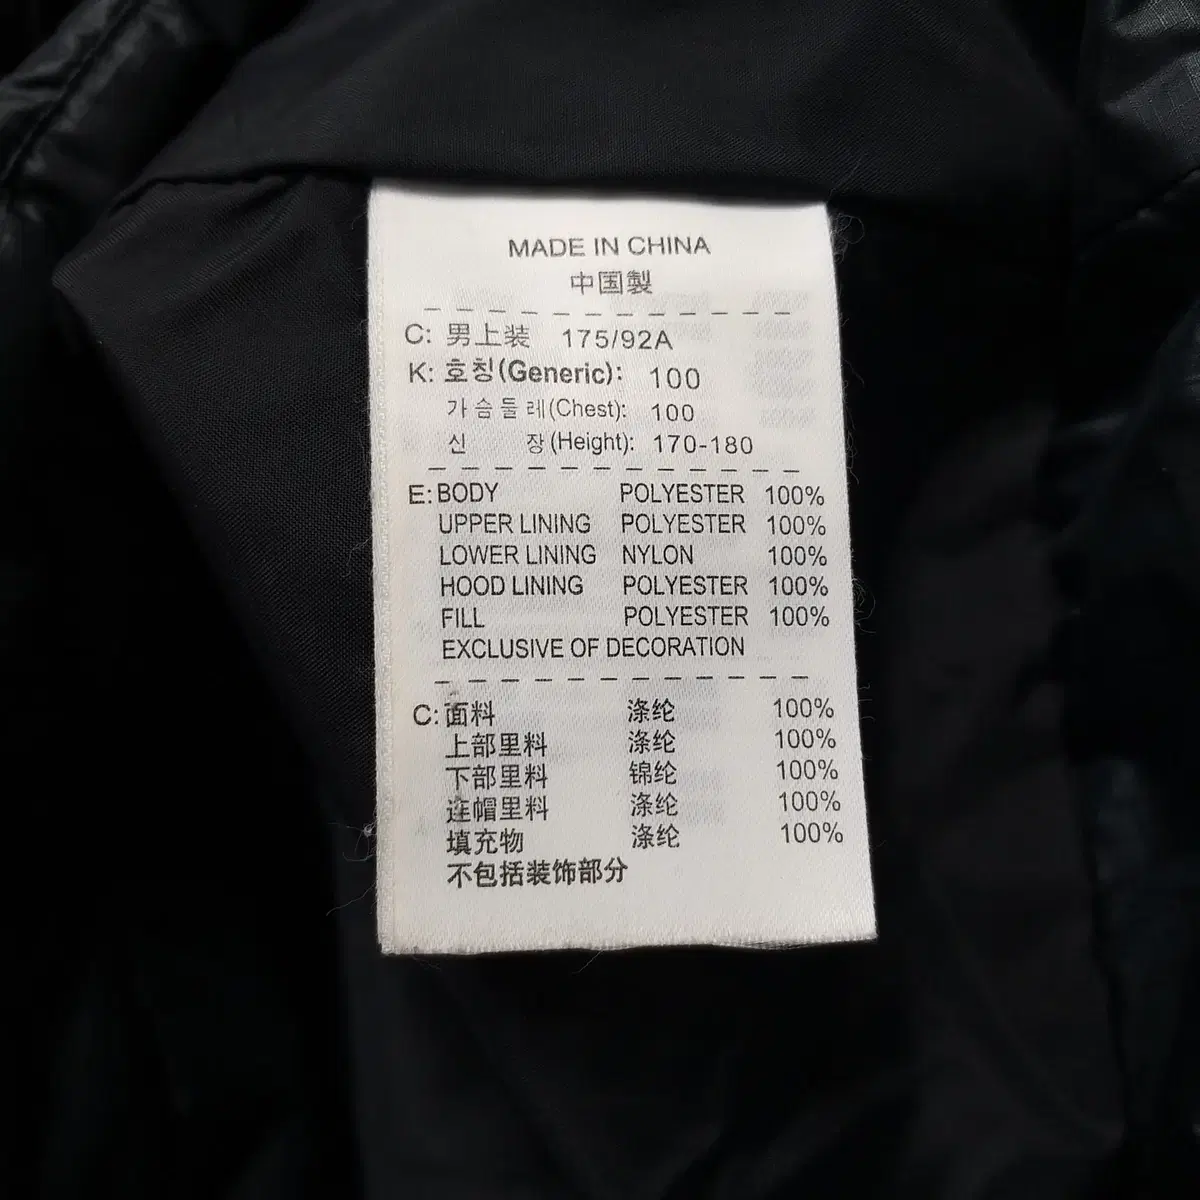 MADE IN CHINA
中国製
C: 男上装 175/92A
K: 호칭(Generic): 100
가슴둘레(Chest): 100
신 장(Height): 170-180
E: BODY POLYESTER 100%
UPPER LINING POLYESTER 100%
LOWER LINING NYLON 100%
HOOD LINING POLYESTER 100%
FILL POLYESTER 100%
EXCLUSIVE OF DECORATION
C: 面料 涤纶 100%
上部里料 涤纶 100%
下部里料 锦纶 100%
连帽里料 涤纶 100%
填充物 涤纶 100%
不包括装饰部分